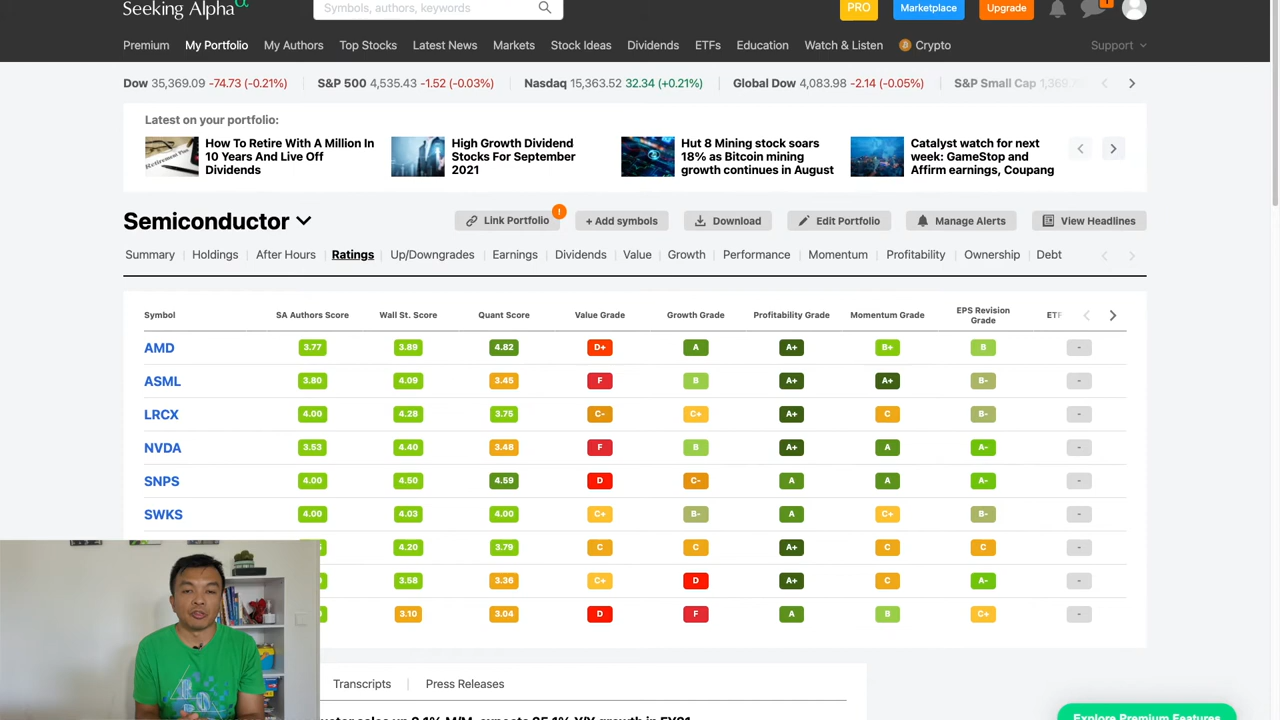 Seeking Alpha α
Symbols, authors, keywords
PRO
Marketplace
Upgrade
Premium
My Portfolio
My Authors
Top Stocks
Latest News
Markets
Stock Ideas
Dividends
ETFs
Education
Watch & Listen
Crypto
Support
Dow 35,369.09 -74.73 (-0.21%)
S&P 500 4,535.43 -1.52 (-0.03%)
Nasdaq 15,363.52 32.34 (+0.21%)
Global Dow 4,083.98 -2.14 (-0.05%)
S&P Small Cap
Latest on your portfolio:
How To Retire With A Million In
10 Years And Live Off
Dividends
High Growth Dividend
Stocks For September
2021
Hut 8 Mining stock soars
18% as Bitcoin mining
growth continues in August
Catalyst watch for next
week: GameStop and
Affirm earnings, Coupang
Semiconductor
Link Portfolio
!
+ Add symbols
Download
Edit Portfolio
Manage Alerts
View Headlines
Summary
Holdings
After Hours
Ratings
Up/Downgrades
Earnings
Dividends
Value
Growth
Performance
Momentum
Profitability
Ownership
Debt
Symbol SA Authors Score Wall St. Score Quant Score Value Grade Growth Grade Profitability Grade Momentum Grade EPS Revision Grade ETF
AMD 3.77 3.89 4.82 D+ A A+ B+ B -
ASML 3.80 4.09 3.45 F B A+ A+ B- -
LRCX 4.00 4.28 3.75 C- C+ A+ C B- -
NVDA 3.53 4.40 3.48 F B A+ A A- -
SNPS 4.00 4.50 4.59 D C- A A A- -
SWKS 4.00 4.03 4.00 C+ B- A C+ B- -
4.20 3.79 C C A+ C C -
3.58 3.36 C+ D A+ C A- -
3.10 3.04 D F A B C+ -
Transcripts
Press Releases
Explore Premium Features